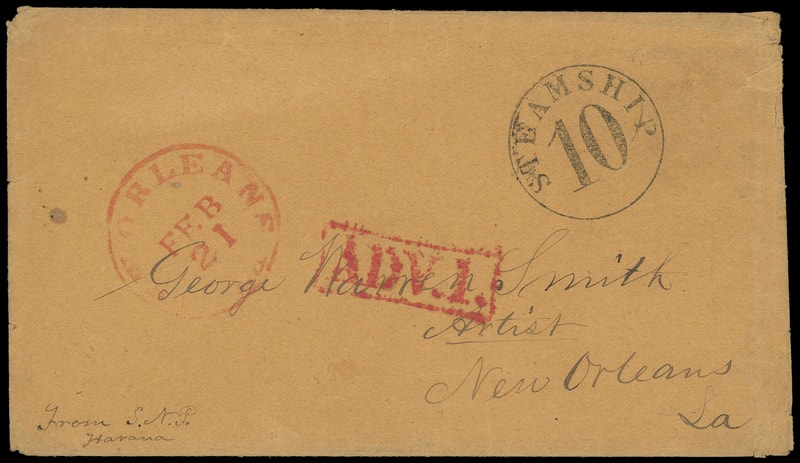 STEAMSHIP
10
ORLEANS
FEB
21
ADV. 1.
George Warren Smith
Artist
New Orleans
La
From S.N.P.
Havana